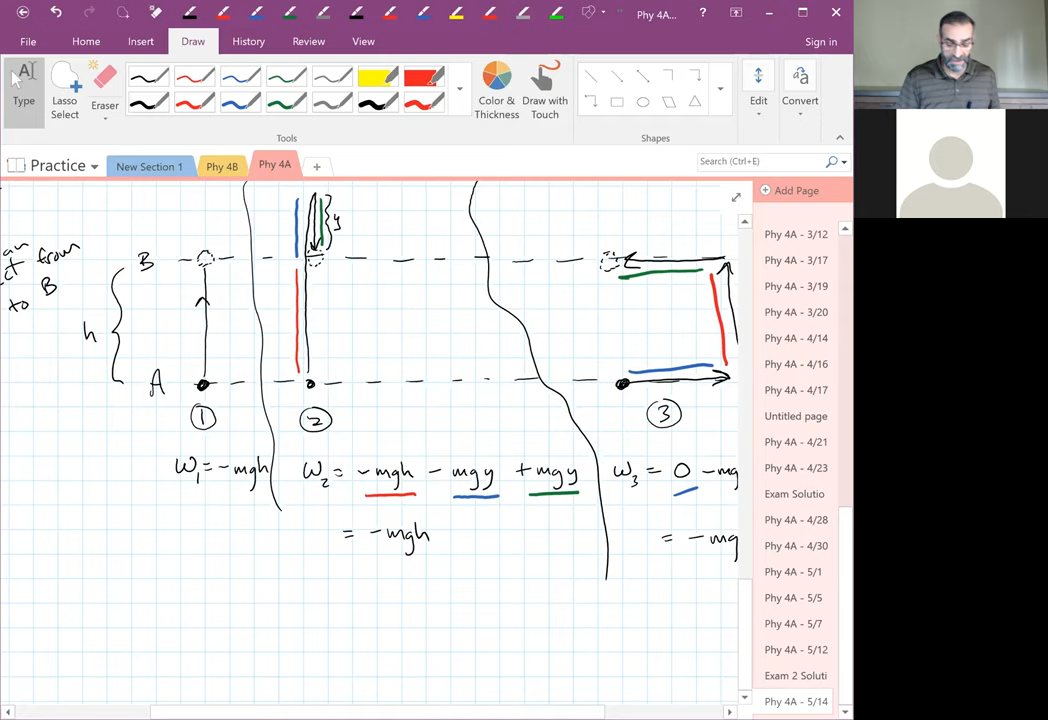 Phy 4A...
File Home Insert Draw History Review View Sign in
Type Lasso Select Eraser Color & Thickness Draw with Touch Edit Convert
Tools Shapes
Practice New Section 1 Phy 4B Phy 4A Search (Ctrl+E)
Add Page
Phy 4A - 3/12
Phy 4A - 3/17
Phy 4A - 3/19
Phy 4A - 3/20
Phy 4A - 4/14
Phy 4A - 4/16
Phy 4A - 4/17
Untitled page
Phy 4A - 4/21
Phy 4A - 4/23
Exam Solutio
Phy 4A - 4/28
Phy 4A - 4/30
Phy 4A - 5/1
Phy 4A - 5/5
Phy 4A - 5/7
Phy 4A - 5/12
Exam 2 Soluti
Phy 4A - 5/14
y
from
B
to B
h
A
1 2 3
W₁ = -mgh W₂ = -mgh - mgy + mgy W₃ = 0 - mg
= -mgh = - mg